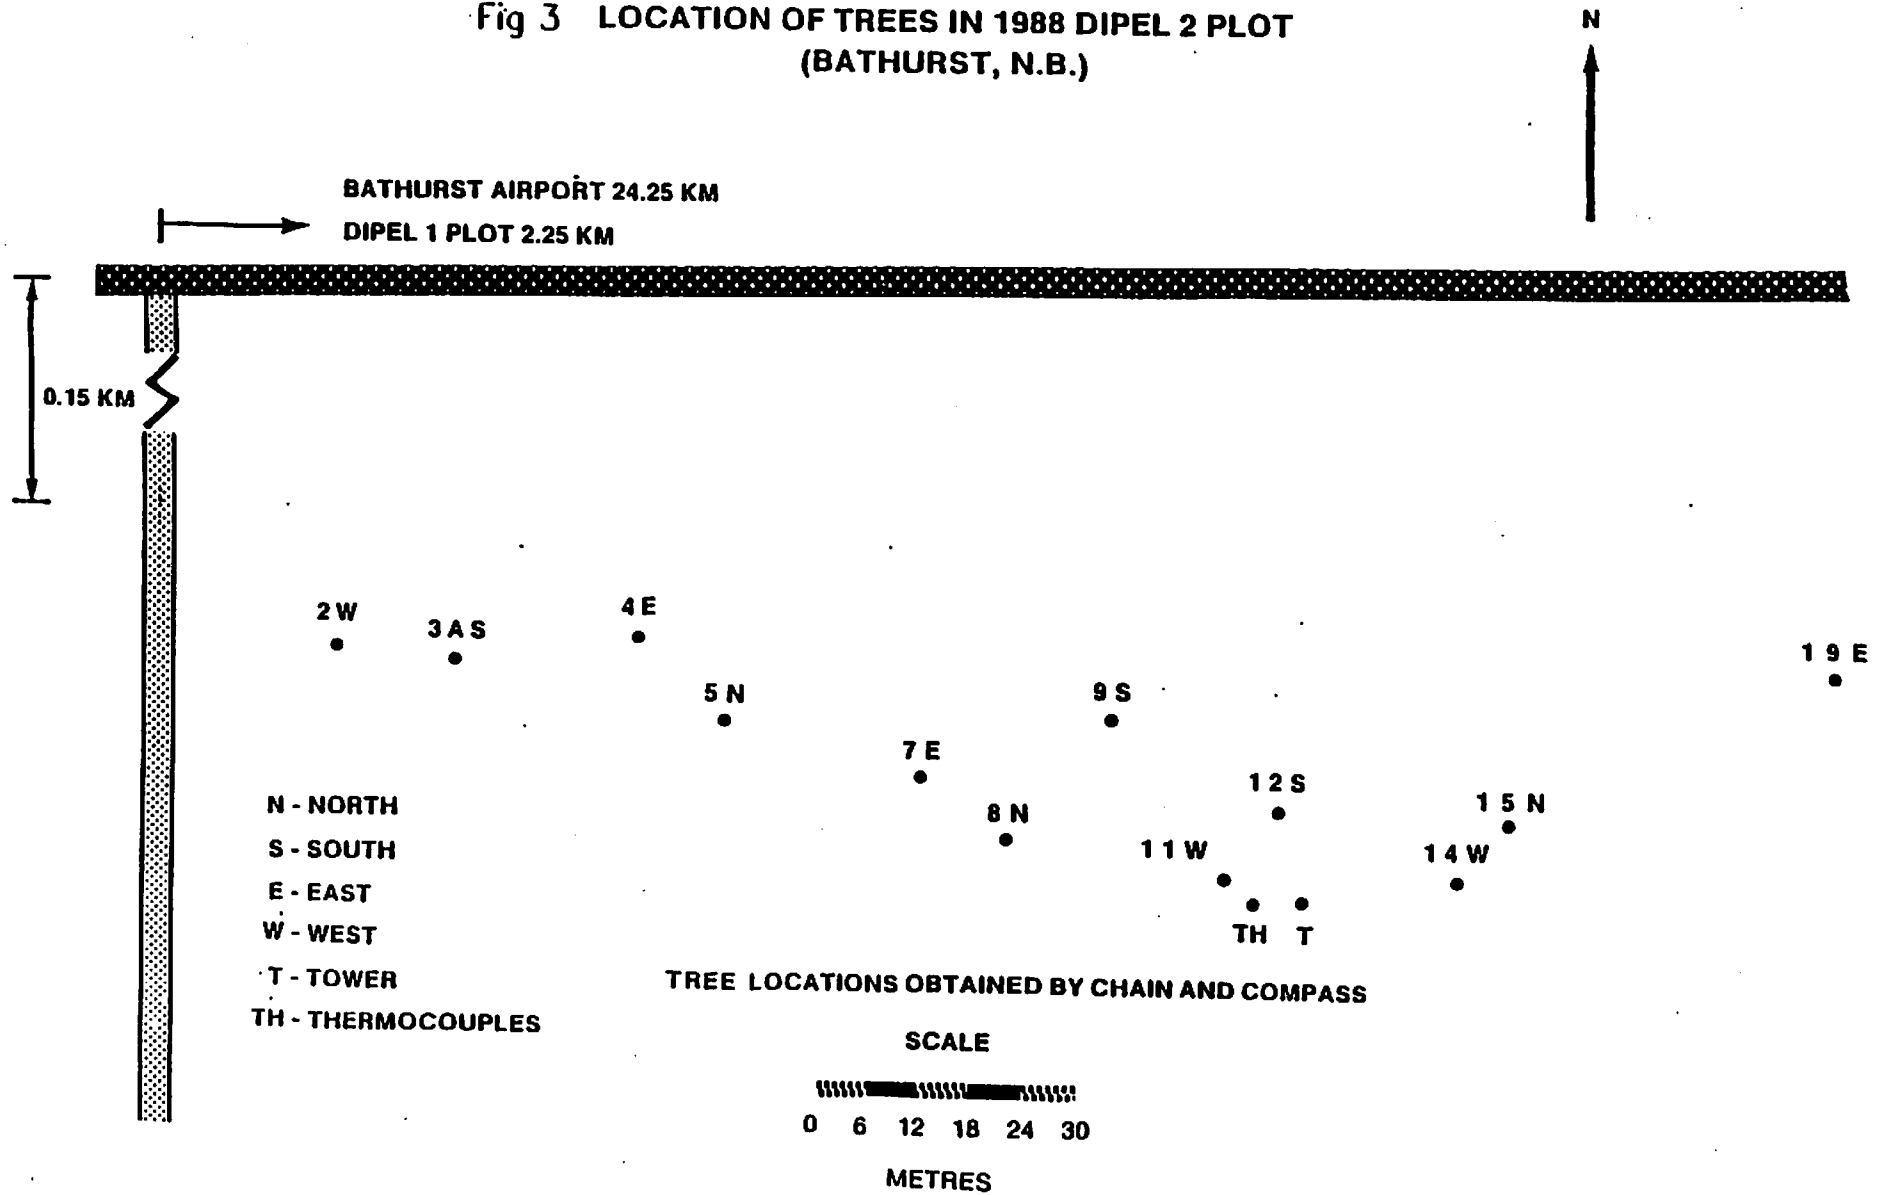 Fig 3 LOCATION OF TREES IN 1988 DIPEL 2 PLOT
(BATHURST, N.B.)
N
BATHURST AIRPORT 24.25 KM
DIPEL 1 PLOT 2.25 KM
0.15 KM
2 W
3 A S
4 E
5 N
7 E
8 N
9 S
1 1 W
1 2 S
1 4 W
1 5 N
1 9 E
TH T
N - NORTH
S - SOUTH
E - EAST
W - WEST
T - TOWER
TH - THERMOCOUPLES
TREE LOCATIONS OBTAINED BY CHAIN AND COMPASS
SCALE
0 6 12 18 24 30
METRES